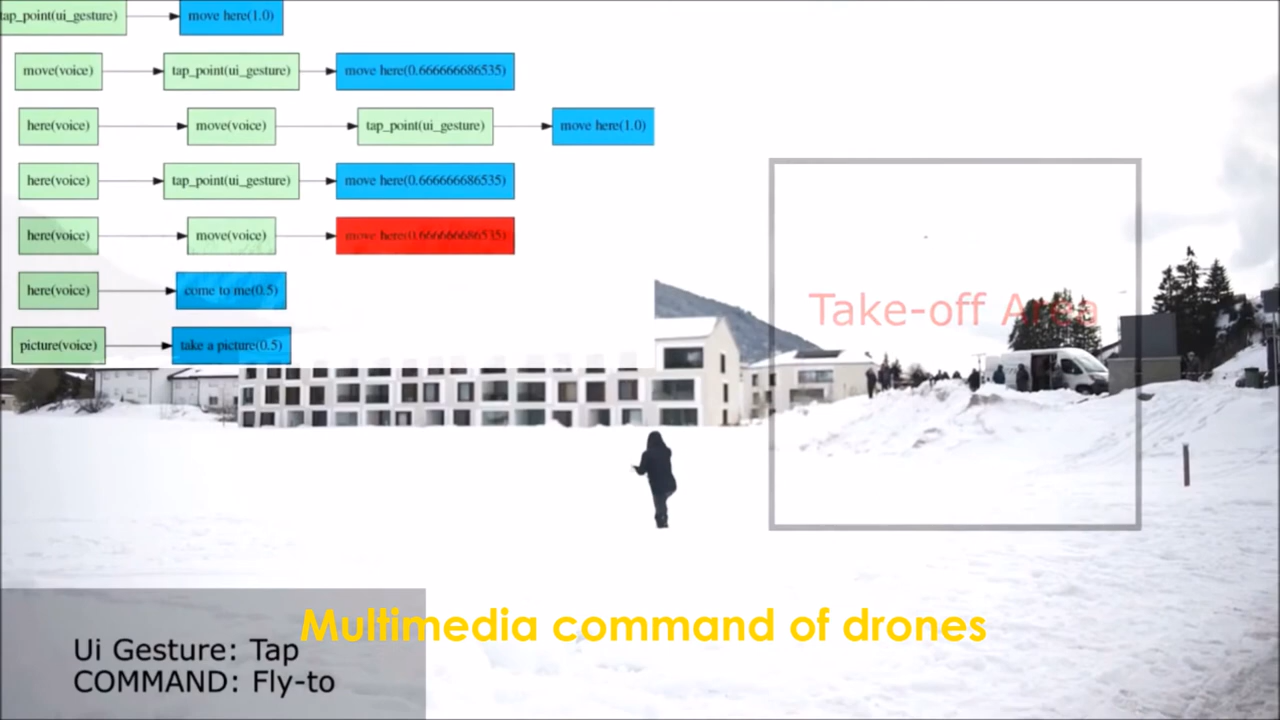 tap_point(ui_gesture) move here(1.0)
move(voice) tap_point(ui_gesture) move here(0.666666686535)
here(voice) move(voice) tap_point(ui_gesture) move here(1.0)
here(voice) tap_point(ui_gesture) move here(0.666666686535)
here(voice) move(voice) move here(0.666666686535)
here(voice) come to me(0.5)
picture(voice) take a picture(0.5)
Take-off Area
Multimedia command of drones
Ui Gesture: Tap
COMMAND: Fly-to